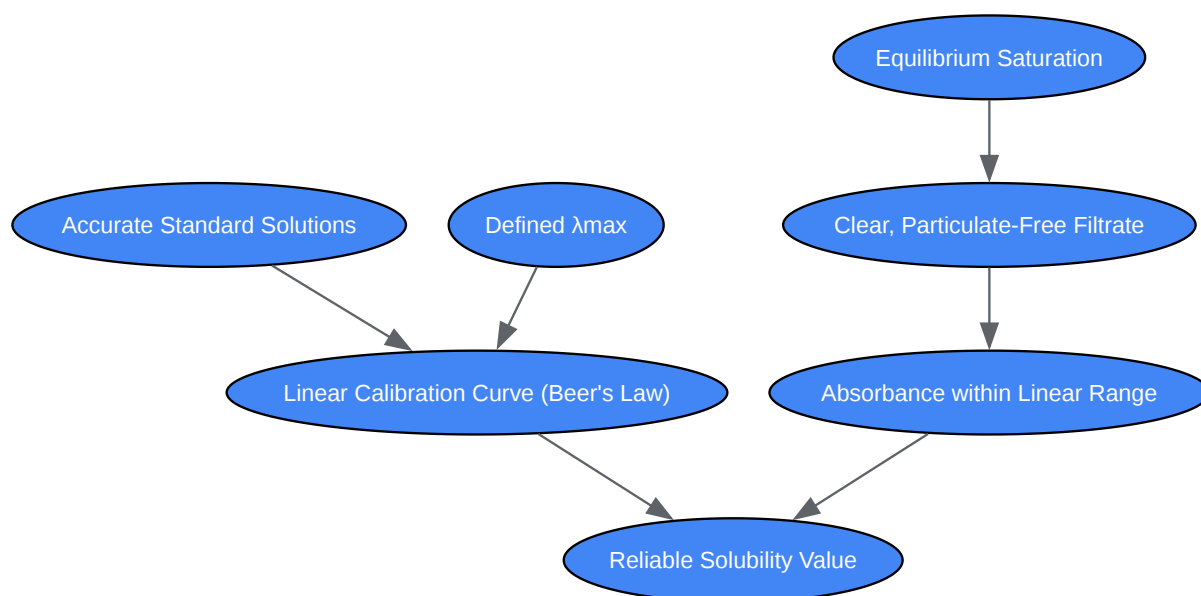 Equilibrium Saturation
Accurate Standard Solutions
Defined λmax
Clear, Particulate-Free Filtrate
Linear Calibration Curve (Beer's Law)
Absorbance within Linear Range
Reliable Solubility Value